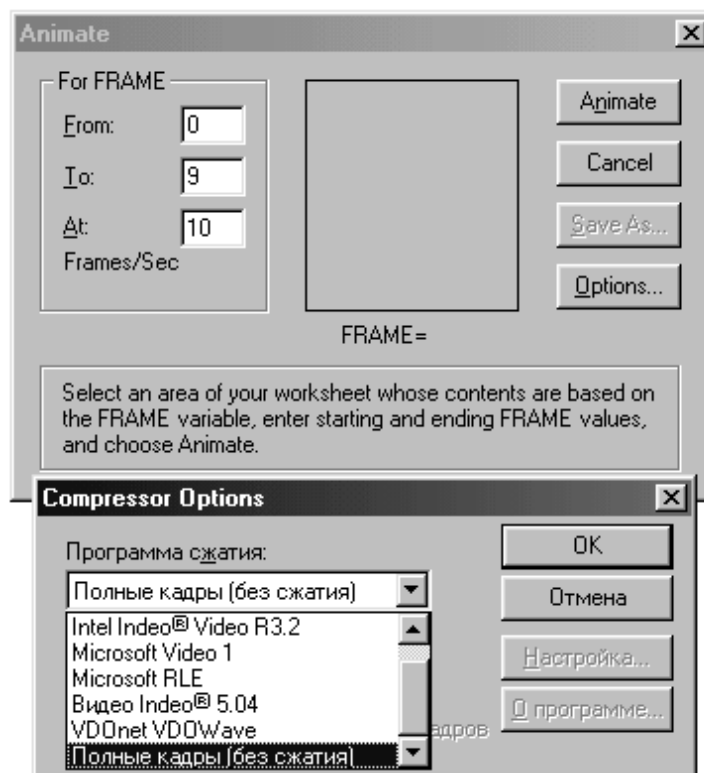 Animate
For FRAME
From: 0
To: 9
At: 10
Frames/Sec
FRAME=
Animate
Cancel
Save As...
Options...
Select an area of your worksheet whose contents are based on
the FRAME variable, enter starting and ending FRAME values,
and choose Animate.
Compressor Options
Программа сжатия:
Полные кадры (без сжатия)
Intel Indeo® Video R3.2
Microsoft Video 1
Microsoft RLE
Видео Indeo® 5.04
VDOnet VDOWave
Полные кадры (без сжатия)
OK
Отмена
Настройка...
О программе...